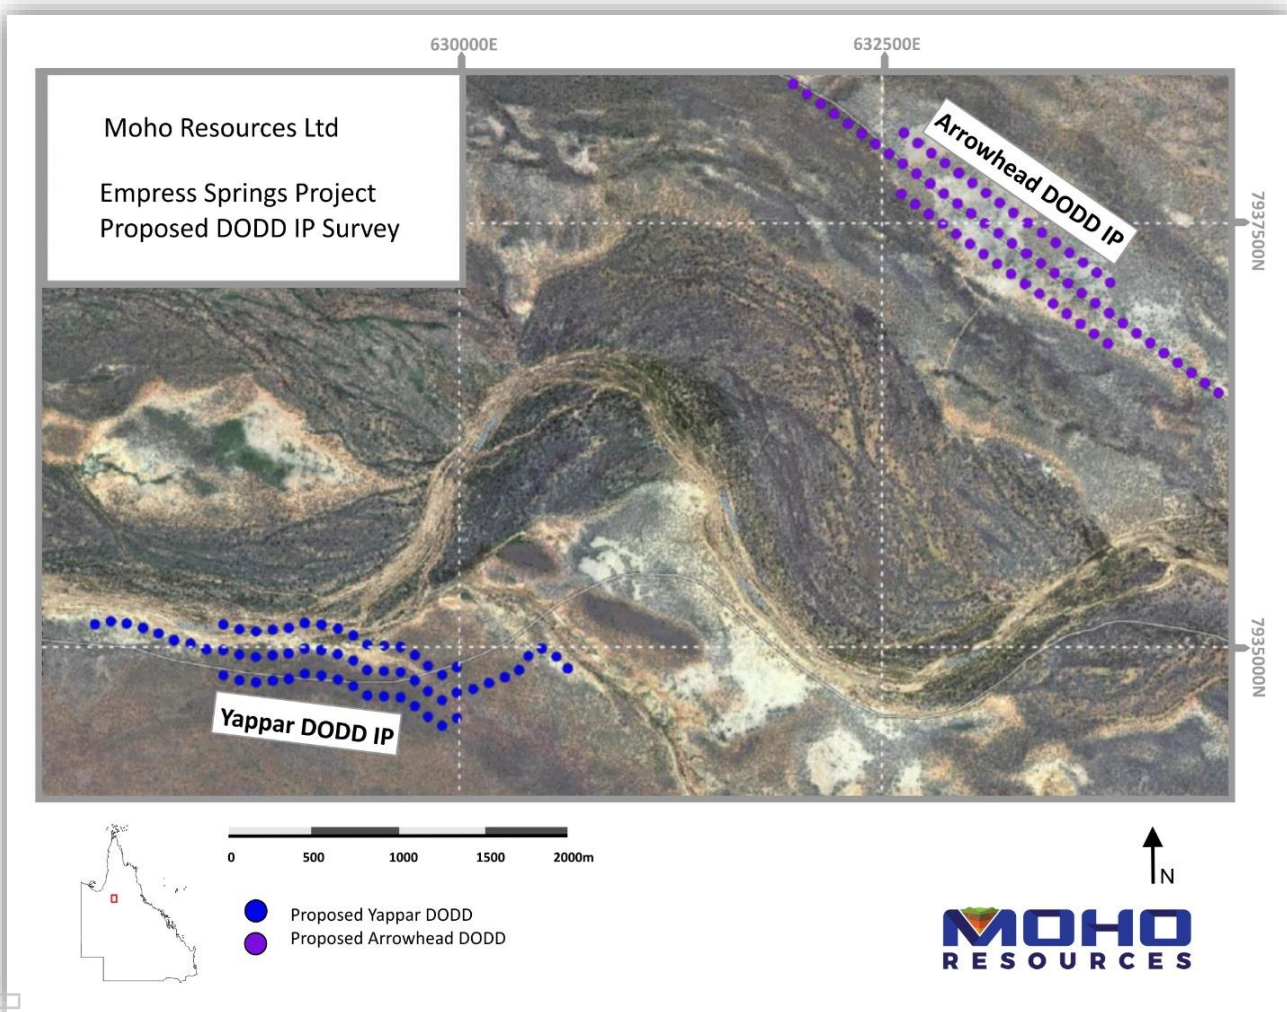 630000E
632500E
Moho Resources Ltd
Empress Springs Project
Proposed DODD IP Survey
Arrowhead DODD IP
7937500N
7935000N
Yappar DODD IP
0 500 1000 1500 2000m
Proposed Yappar DODD
Proposed Arrowhead DODD
N
MOHO
RESOURCES